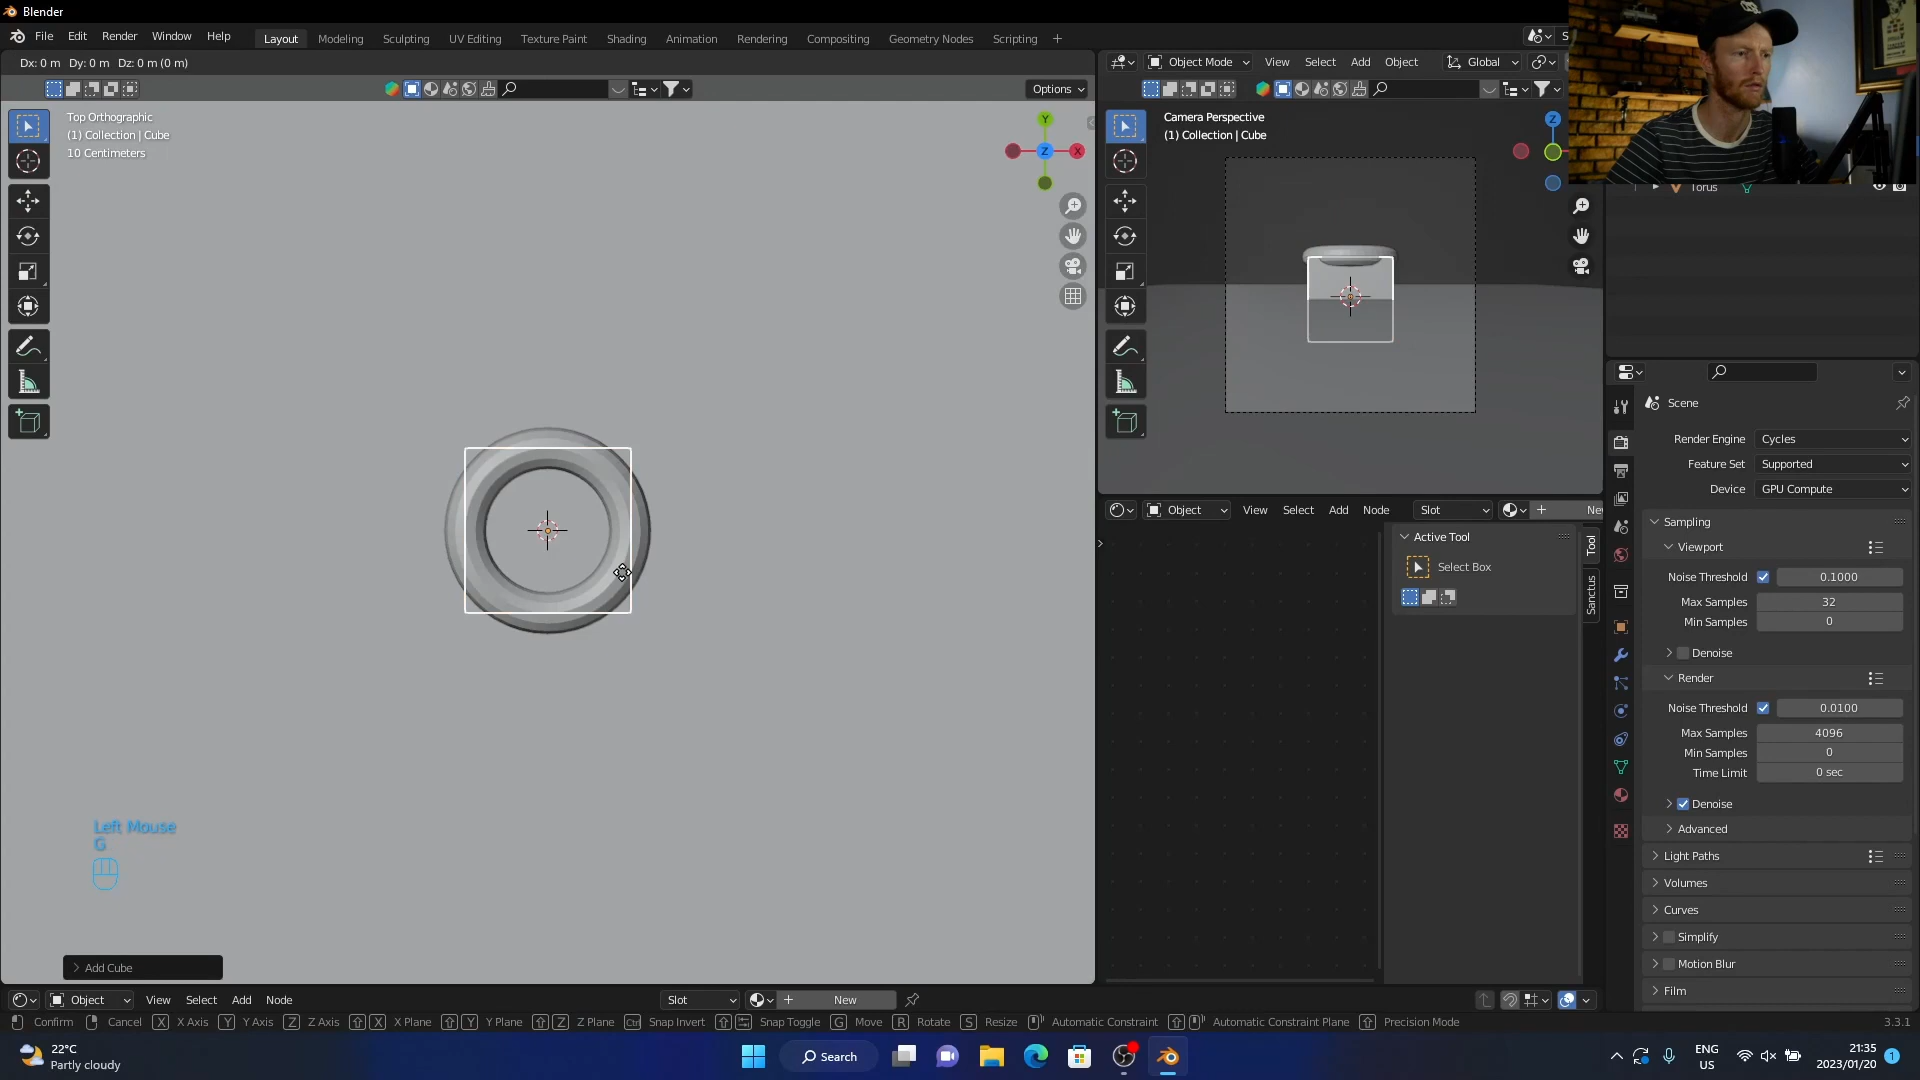 Blender
File Edit Render Window Help Layout Modeling Sculpting UV Editing Texture Paint Shading Animation Rendering Compositing Geometry Nodes Scripting +
Dx: 0 m Dy: 0 m Dz: 0 m (0 m)
Object Mode View Select Add Object Global
Options
Top Orthographic
(1) Collection | Cube
10 Centimeters
Y
Z
X
Camera Perspective
(1) Collection | Cube
Z
Torus
Scene
Render Engine Cycles
Feature Set Supported
Device GPU Compute
Object View Select Add Node Slot New
Active Tool
Select Box
Tool
Sanctus
Sampling
Viewport
Noise Threshold 0.1000
Max Samples 32
Min Samples 0
Denoise
Render
Noise Threshold 0.0100
Max Samples 4096
Min Samples 0
Time Limit 0 sec
Denoise
Advanced
Light Paths
Volumes
Curves
Simplify
Motion Blur
Film
Left Mouse
G
Add Cube
Object View Select Add Node Slot New
Confirm Cancel X X Axis Y Y Axis Z Z Axis X X Plane Y Y Plane Z Z Plane Ctrl Snap Invert Snap Toggle G Move R Rotate S Resize Automatic Constraint Automatic Constraint Plane Precision Mode 3.3.1
22°C
Partly cloudy
Search
ENG
US
21:35
2023/01/20
1